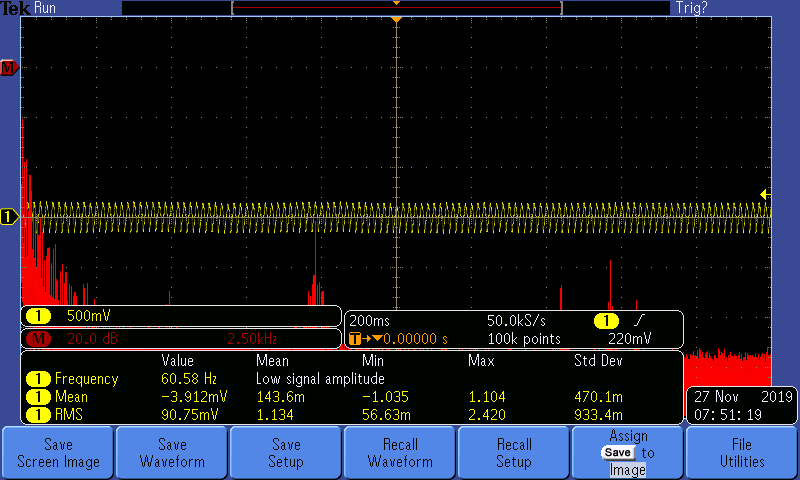 Tek Run Trig?
M
1
1 500mV
M 20.0 dB 2.50kHz
200ms 50.0kS/s 1
T→▼0.00000 s 100k points 220mV
Value Mean Min Max Std Dev
1 Frequency 60.58 Hz Low signal amplitude
1 Mean -3.912mV 143.6m -1.035 1.104 470.1m
1 RMS 90.75mV 1.134 56.63m 2.420 933.4m
27 Nov 2019
07:51:19
Save
Screen Image
Save
Waveform
Save
Setup
Recall
Waveform
Recall
Setup
Assign
Save to
Image
File
Utilities